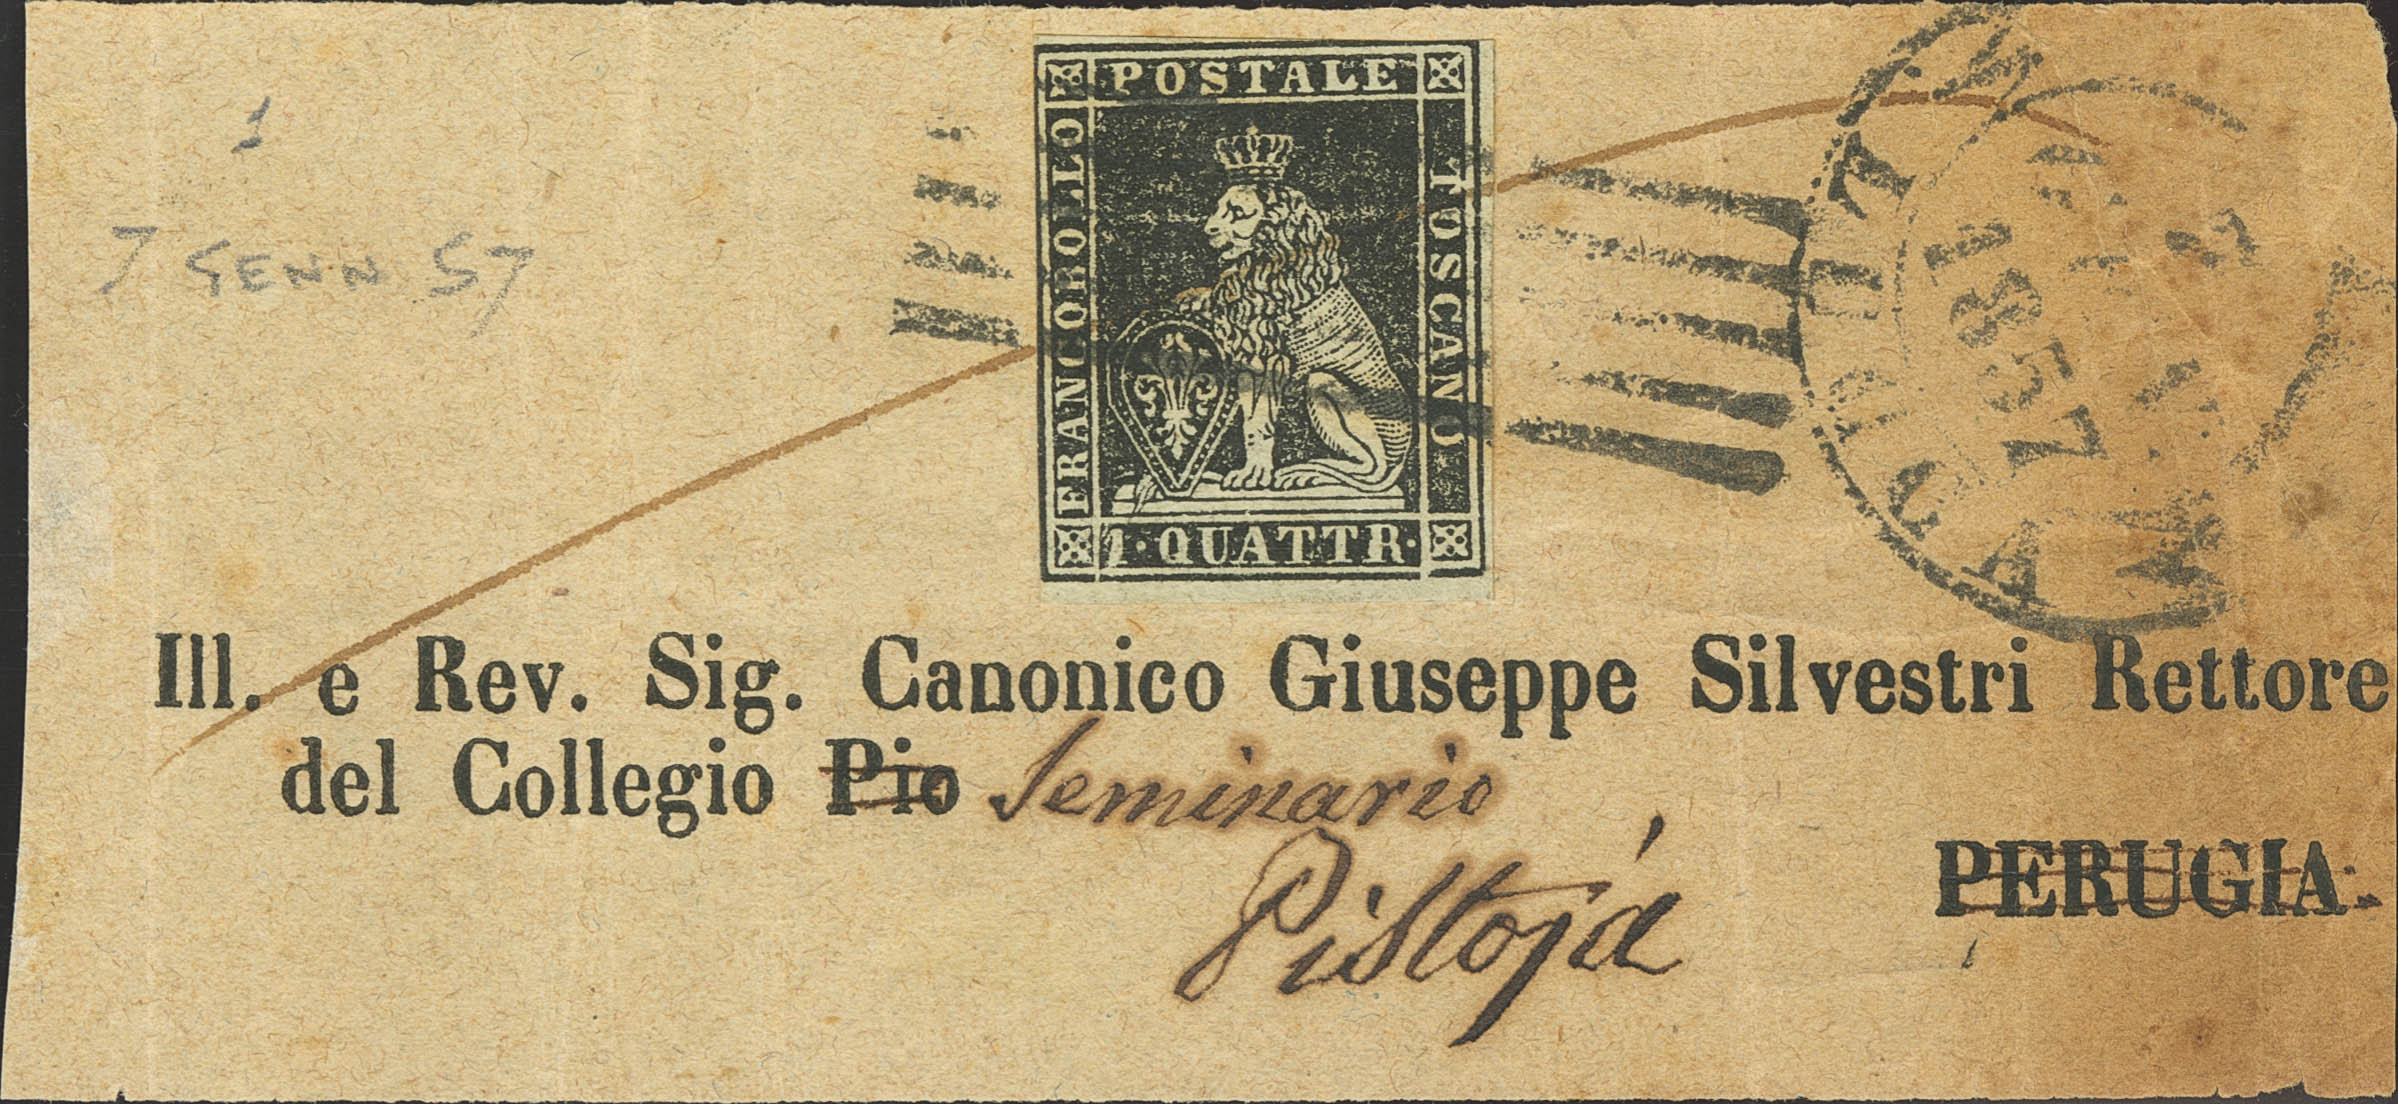 1
7 GENN 57
POSTALE
FRANCOBOLLO
TOSCANO
1·QUATTR·
1857
Ill. e Rev. Sig. Canonico Giuseppe Silvestri Rettore
del Collegio Pio Seminario
Pistoja
PERUGIA.